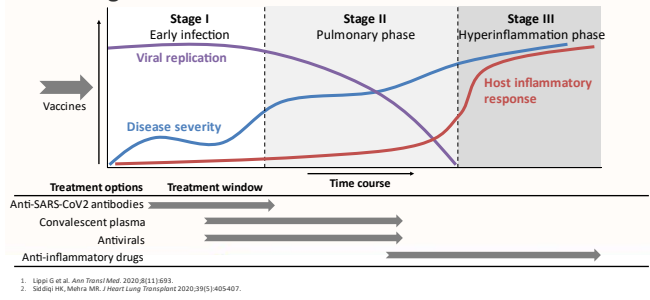 Stage I
Early infection
Stage II
Pulmonary phase
Stage III
Hyperinflammation phase
Viral replication
Host inflammatory
response
Vaccines
Disease severity
Time course
Treatment options
Treatment window
Anti-SARS-CoV2 antibodies
Convalescent plasma
Antivirals
Anti-inflammatory drugs
1. Lippi G et al. Ann Transl Med. 2020;8(11):693.
2. Siddiqi HK, Mehra MR. J Heart Lung Transplant 2020;39(5):405407.